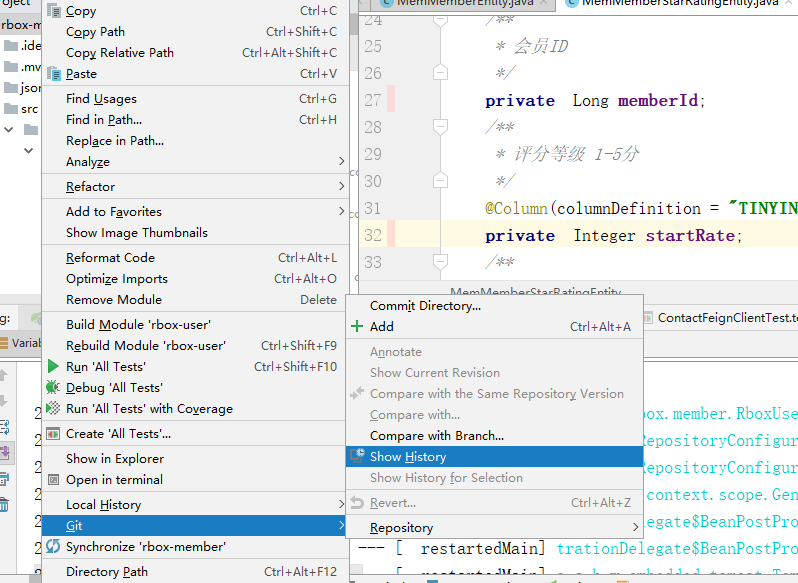 MemMemberEntity.java
MemMemberStarRatingEntity.java
rbox-m
.ide
.mv
json
src
Copy Ctrl+C
Copy Path Ctrl+Shift+C
Copy Relative Path Ctrl+Alt+Shift+C
Paste Ctrl+V
Find Usages Ctrl+G
Find in Path... Ctrl+H
Replace in Path...
Analyze
Refactor
Add to Favorites
Show Image Thumbnails
Reformat Code Ctrl+Alt+L
Optimize Imports Ctrl+Alt+O
Remove Module Delete
Build Module 'rbox-user'
Rebuild Module 'rbox-user' Ctrl+Shift+F9
Run 'All Tests' Ctrl+Shift+F10
Debug 'All Tests'
Run 'All Tests' with Coverage
Create 'All Tests'...
Show in Explorer
Open in terminal
Local History
Git
Synchronize 'rbox-member'
Directory Path Ctrl+Alt+F12
24 /**
25 * 会员ID
26 */
27 private Long memberId;
28 /**
29 * 评分等级 1-5分
30 */
31 @Column(columnDefinition = "TINYIN
32 private Integer startRate;
33 /**
MemMemberStarRatingEntity
ContactFeignClientTest.te
Variab
Commit Directory...
Add Ctrl+Alt+A
Annotate
Show Current Revision
Compare with the Same Repository Version
Compare with...
Compare with Branch...
Show History
Show History for Selection
Revert... Ctrl+Alt+Z
Repository
box.member.RboxUse
RepositoryConfigur
RepositoryConfigur
context.scope.Gen
legate$BeanPostPro
--- [ restartedMain] trationDelegate$BeanPostPro